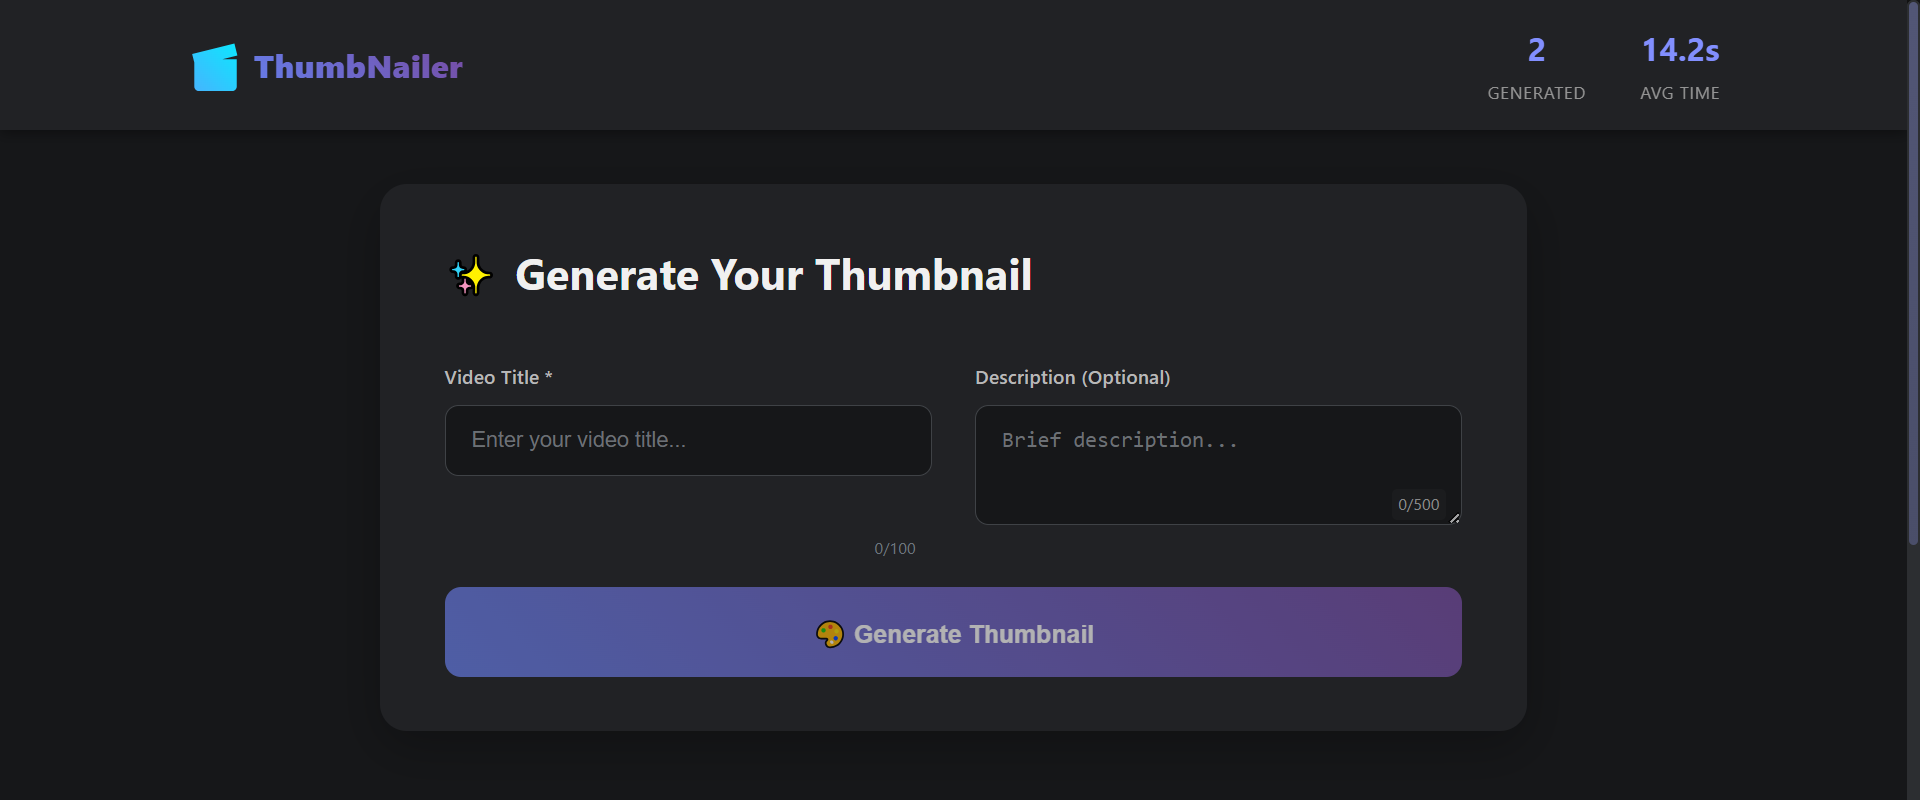 ThumbNailer
2
GENERATED
14.2s
AVG TIME
Generate Your Thumbnail
Video Title *
Enter your video title...
0/100
Description (Optional)
Brief description...
0/500
Generate Thumbnail